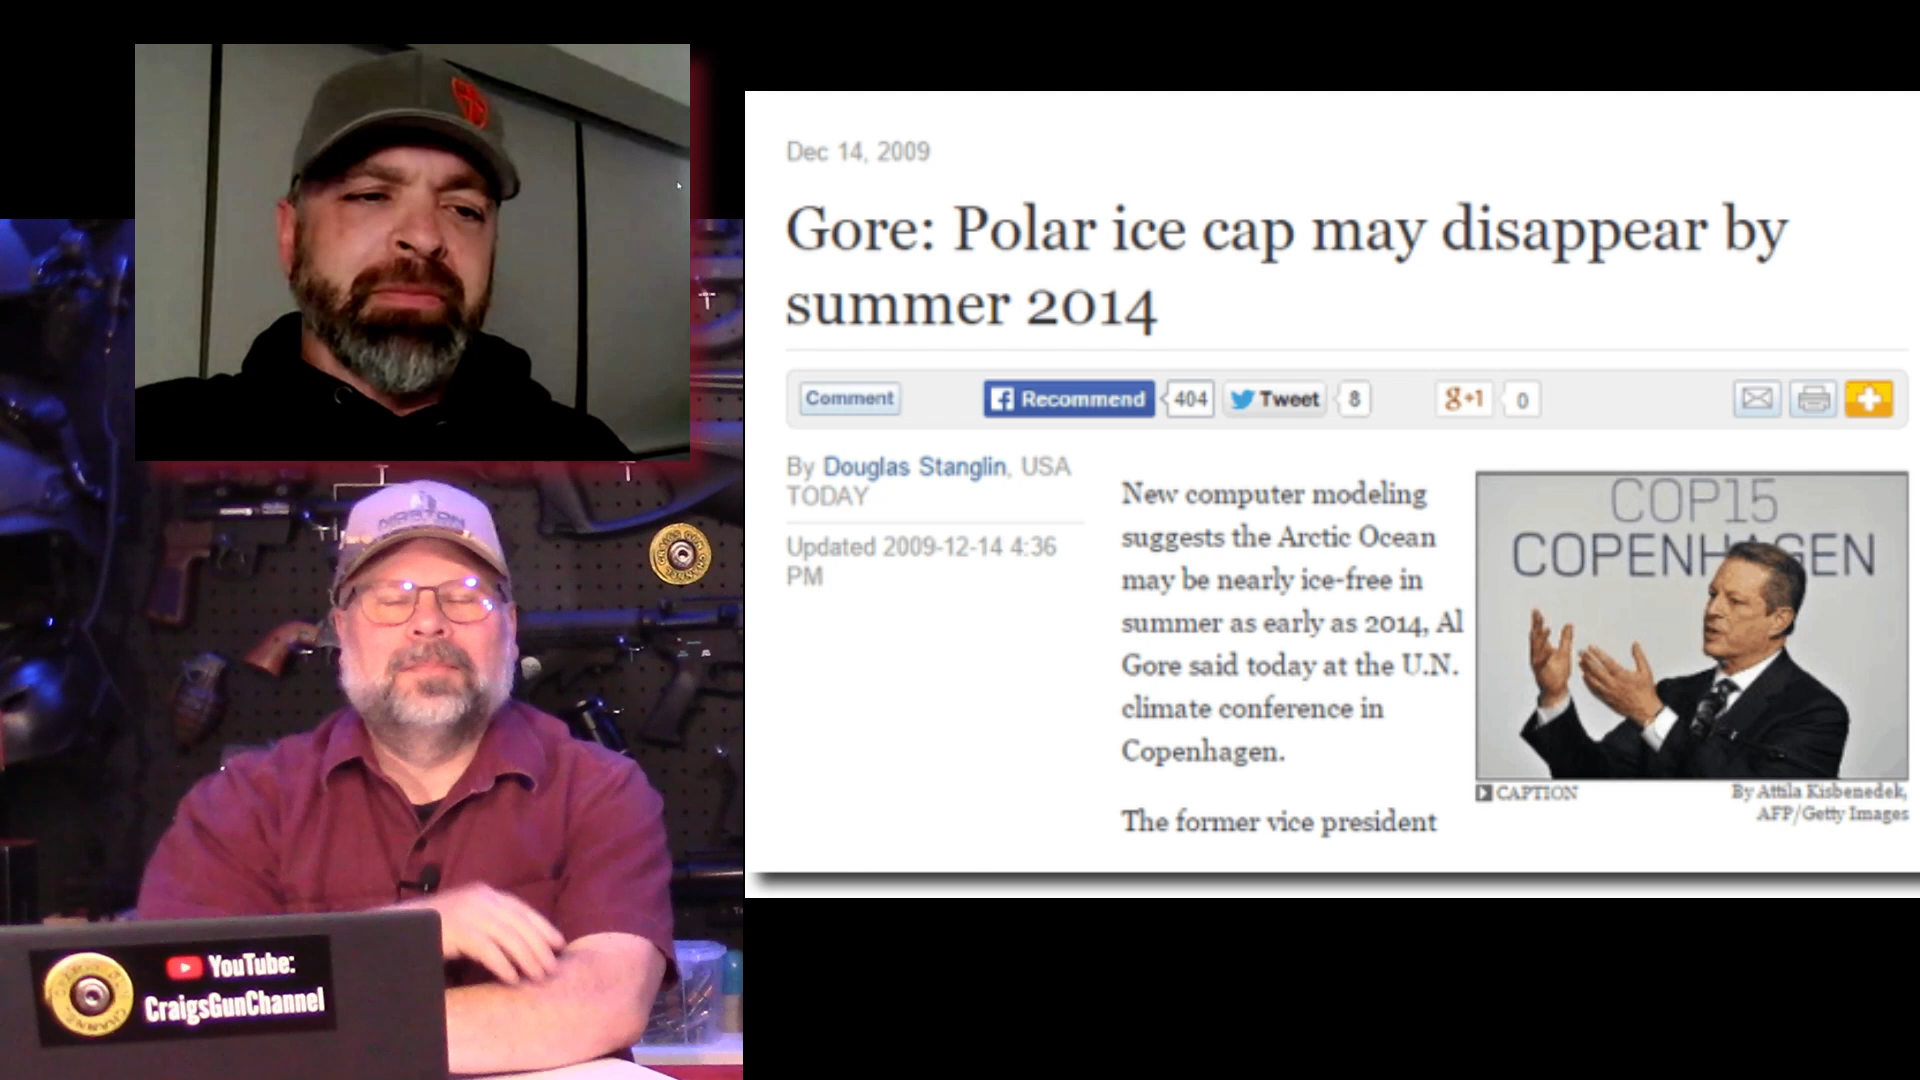 Dec 14, 2009
Gore: Polar ice cap may disappear by
summer 2014
Comment
Recommend
404
Tweet
8
g+1
0
By Douglas Stanglin, USA
TODAY
Updated 2009-12-14 4:36
PM
New computer modeling
suggests the Arctic Ocean
may be nearly ice-free in
summer as early as 2014, Al
Gore said today at the U.N.
climate conference in
Copenhagen.
The former vice president
COP15
COPENHAGEN
CAPTION
By Attila Kisbenedek,
AFP/Getty Images
YouTube:
CraigsGunChannel